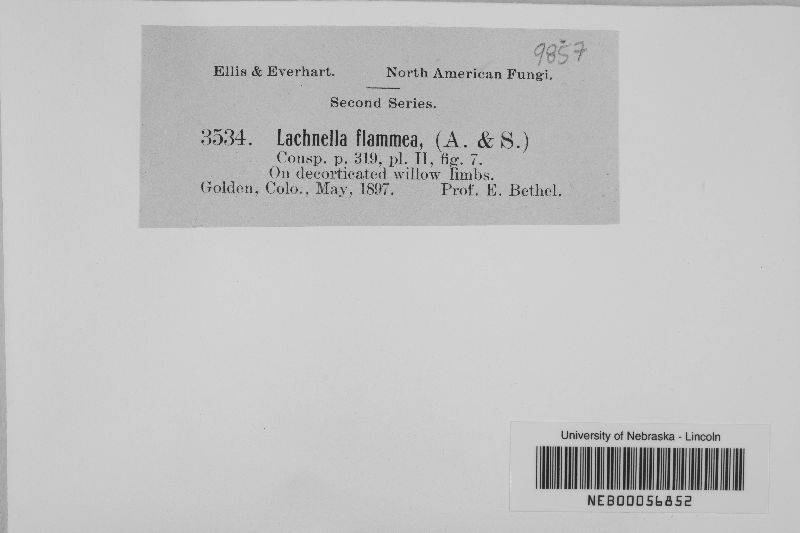 9857
Ellis & Everhart. North American Fungi.
Second Series.
3534. Lachnella flammea, (A. & S.)
Consp. p. 319, pl. II, fig. 7.
On decorticated willow limbs.
Golden, Colo., May, 1897. Prof. E. Bethel.
University of Nebraska - Lincoln
NEB00056852